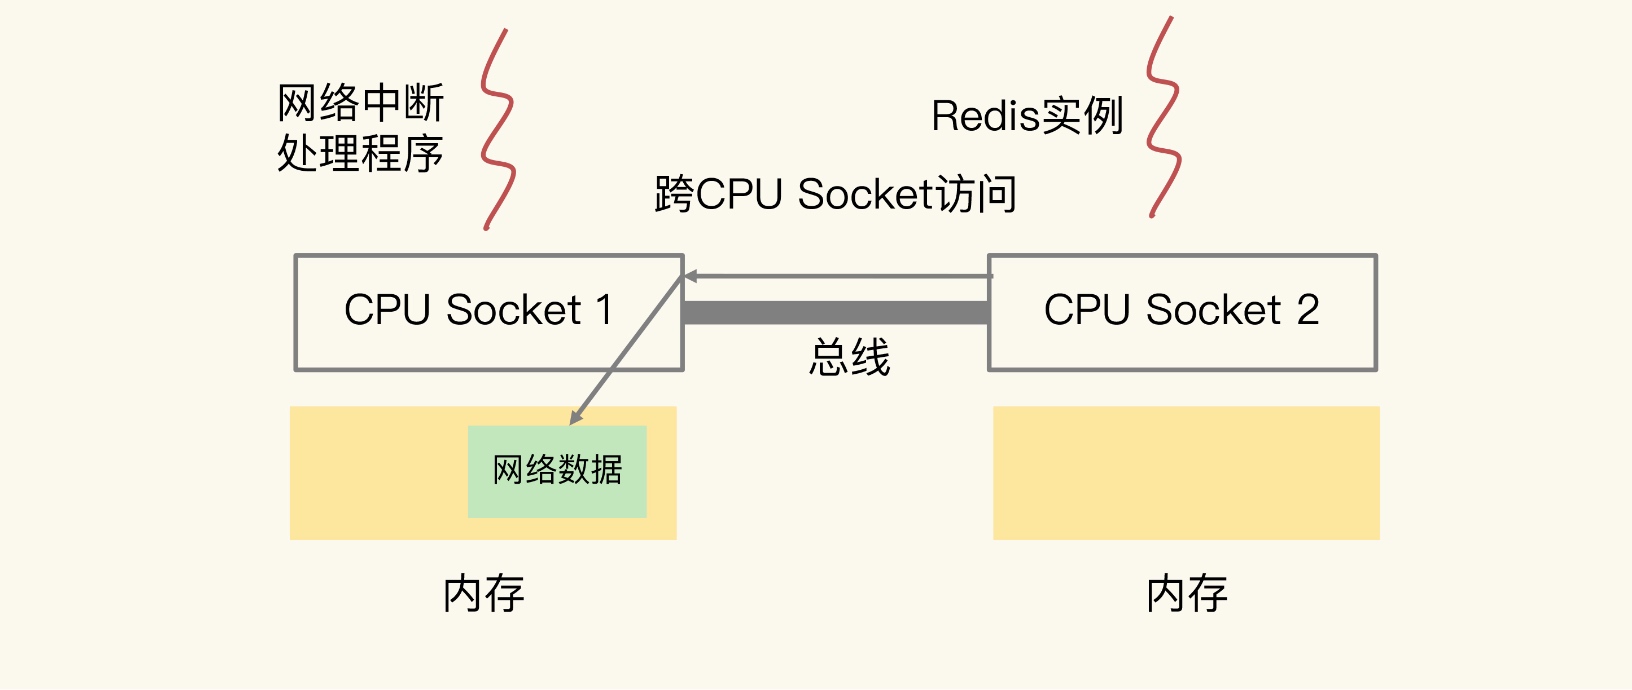 网络中断
处理程序
Redis实例
跨CPU Socket访问
CPU Socket 1
CPU Socket 2
总线
网络数据
内存
内存